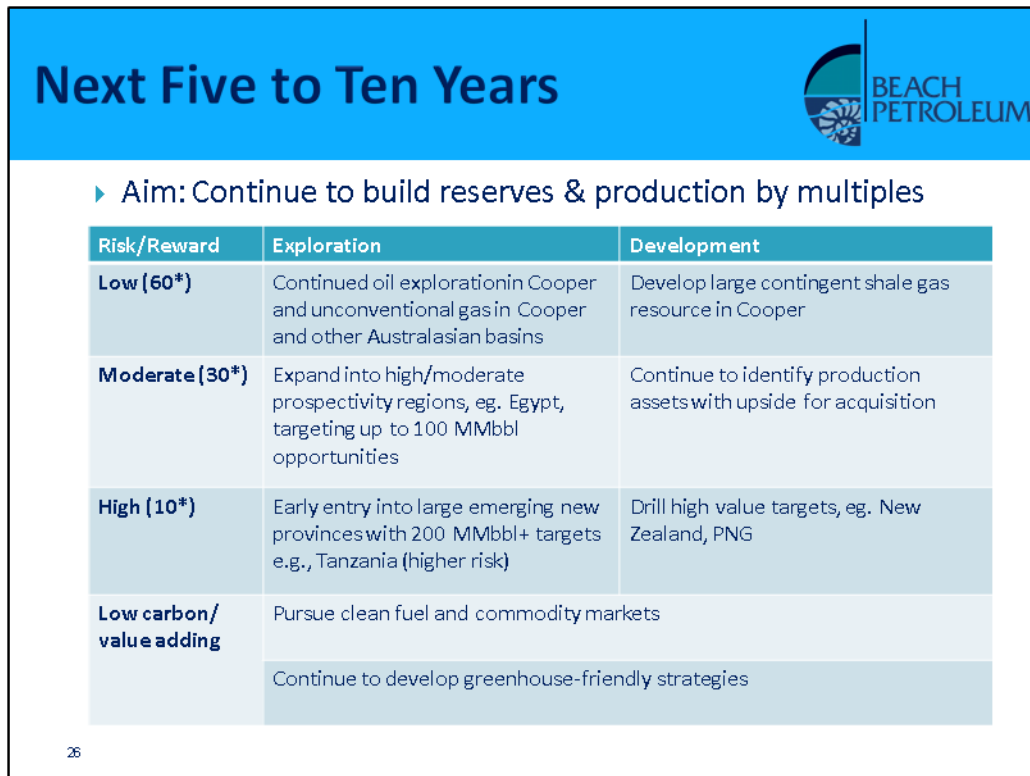 Next Five to Ten Years
BEACH
PETROLEUM
Aim: Continue to build reserves & production by multiples
Risk/Reward
Exploration
Development
Low (60*)
Continued oil explorationin Cooper
and unconventional gas in Cooper
and other Australasian basins
Develop large contingent shale gas
resource in Cooper
Moderate (30*)
Expand into high/moderate
prospectivity regions, eg. Egypt,
targeting up to 100 MMbbl
opportunities
Continue to identify production
assets with upside for acquisition
High (10*)
Early entry into large emerging new
provinces with 200 MMbbl+ targets
e.g., Tanzania (higher risk)
Drill high value targets, eg. New
Zealand, PNG
Low carbon/
value adding
Pursue clean fuel and commodity markets
Continue to develop greenhouse-friendly strategies
26